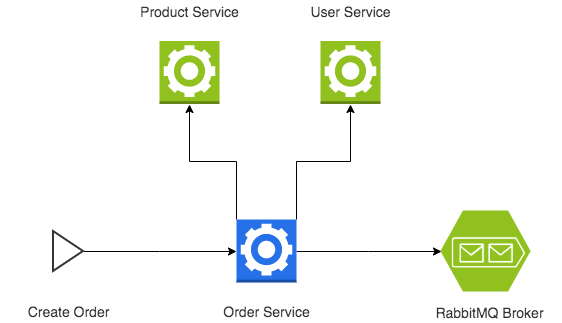 Product Service
User Service
Create Order
Order Service
RabbitMQ Broker